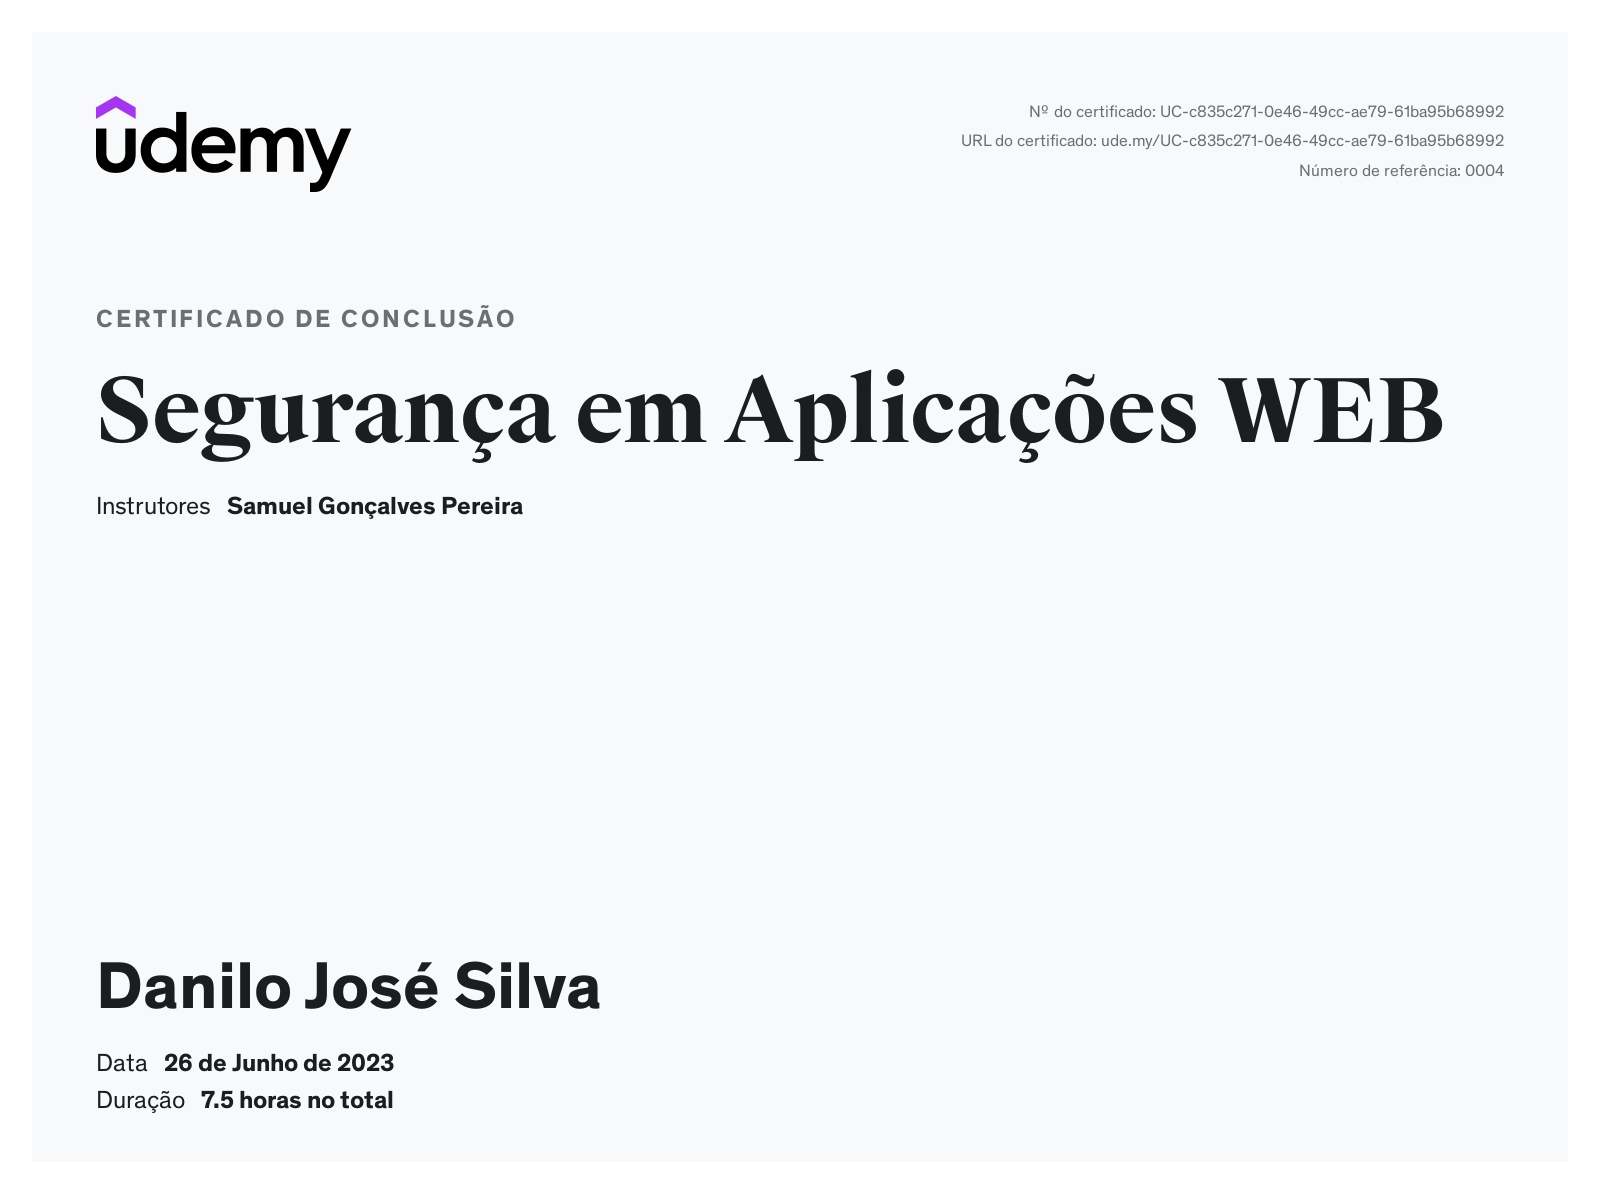 udemy
Nº do certificado: UC-c835c271-0e46-49cc-ae79-61ba95b68992
URL do certificado: ude.my/UC-c835c271-0e46-49cc-ae79-61ba95b68992
Número de referência: 0004
CERTIFICADO DE CONCLUSÃO
Segurança em Aplicações WEB
Instrutores Samuel Gonçalves Pereira
Danilo José Silva
Data 26 de Junho de 2023
Duração 7.5 horas no total